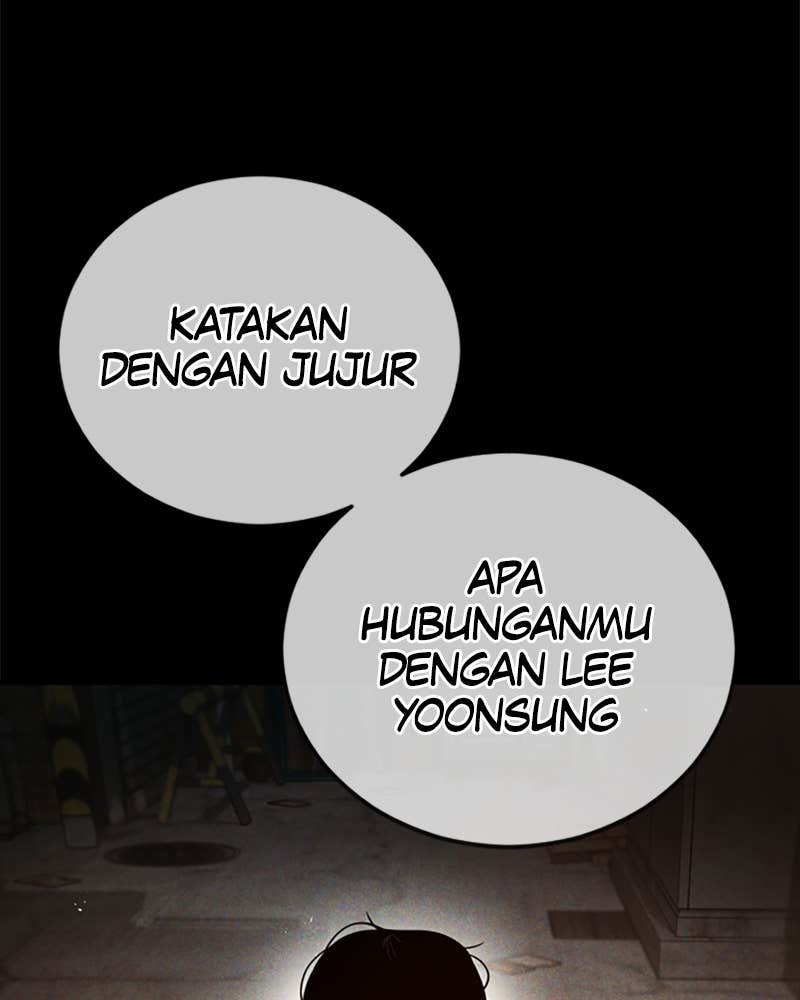 KATAKAN
DENGAN JUJUR
APA
HUBUNGANMU
DENGAN LEE
YOONSUNG